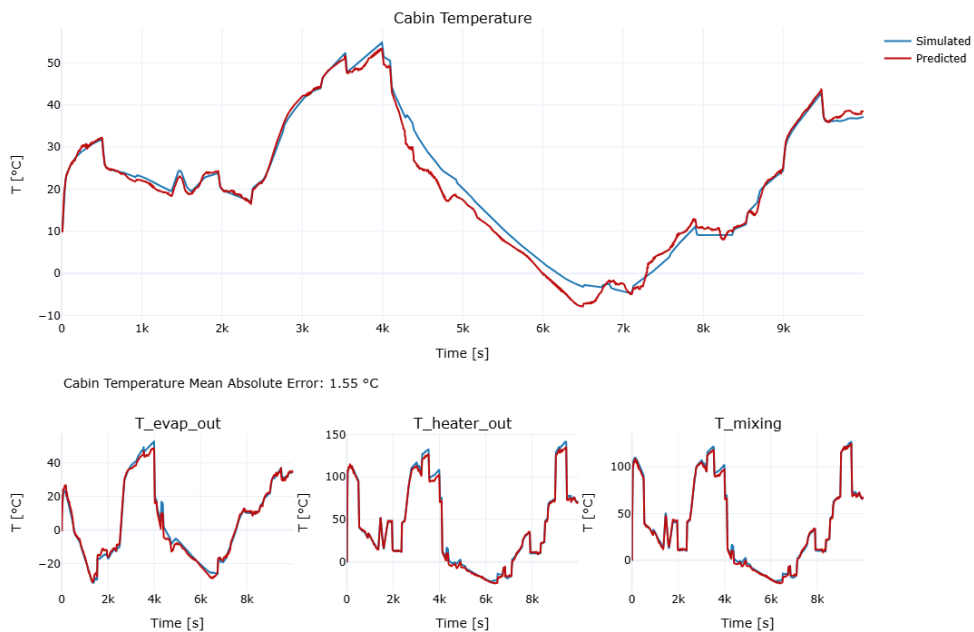 Cabin Temperature
Simulated
Predicted
50
40
30
20
10
0
−10
T [°C]
0 1k 2k 3k 4k 5k 6k 7k 8k 9k
Time [s]
Cabin Temperature Mean Absolute Error: 1.55 °C
T_evap_out
40
20
0
−20
T [°C]
0 2k 4k 6k 8k
Time [s]
T_heater_out
150
100
50
0
T [°C]
0 2k 4k 6k 8k
Time [s]
T_mixing
100
50
0
T [°C]
0 2k 4k 6k 8k
Time [s]